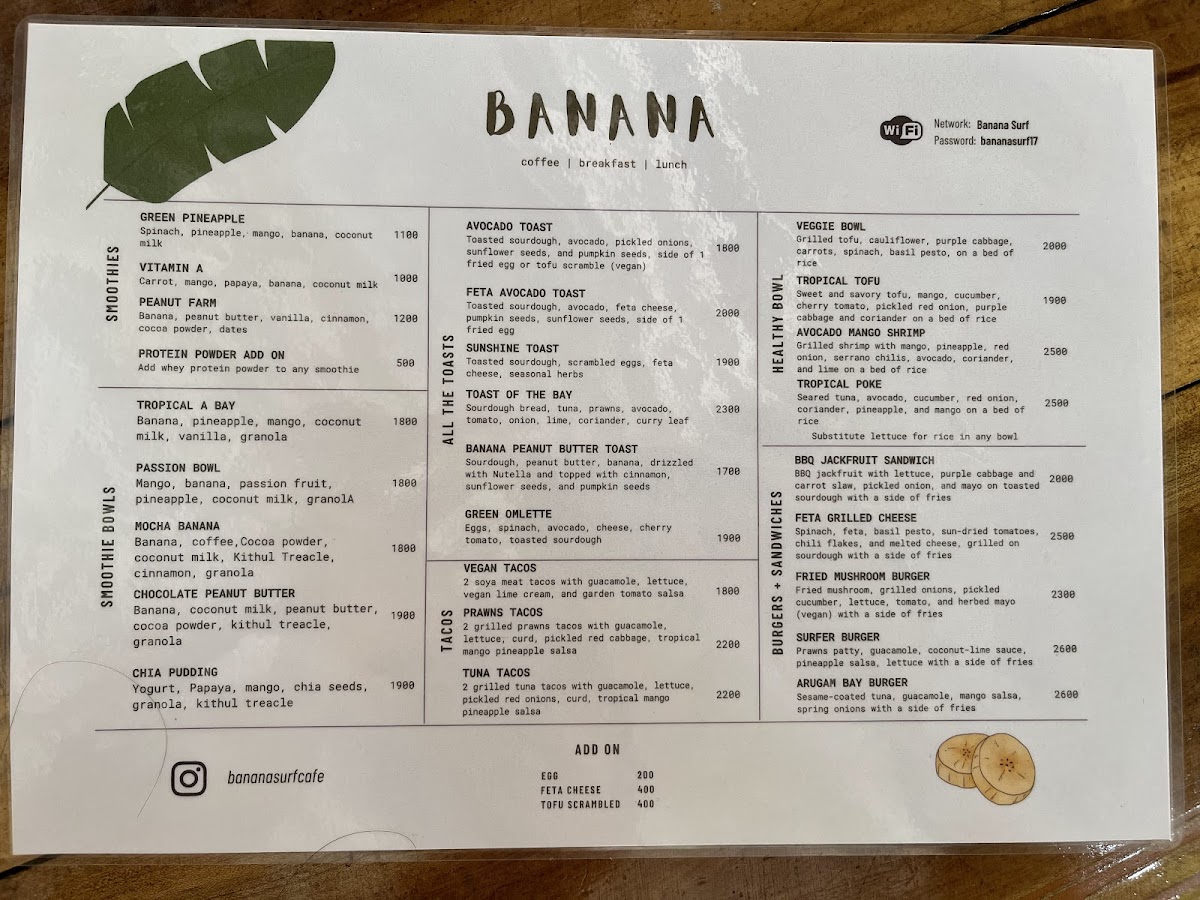 BANANA
coffee | breakfast | lunch
WiFi
Network: Banana Surf
Password: bananasurf17
SMOOTHIES
GREEN PINEAPPLE
Spinach, pineapple, mango, banana, coconut
milk
1100
VITAMIN A
Carrot, mango, papaya, banana, coconut milk
1000
PEANUT FARM
Banana, peanut butter, vanilla, cinnamon,
cocoa powder, dates
1200
PROTEIN POWDER ADD ON
Add whey protein powder to any smoothie
500
SMOOTHIE BOWLS
TROPICAL A BAY
Banana, pineapple, mango, coconut
milk, vanilla, granola
1800
PASSION BOWL
Mango, banana, passion fruit,
pineapple, coconut milk, granolA
1800
MOCHA BANANA
Banana, coffee,Cocoa powder,
coconut milk, Kithul Treacle,
cinnamon, granola
1800
CHOCOLATE PEANUT BUTTER
Banana, coconut milk, peanut butter,
cocoa powder, kithul treacle,
granola
1900
CHIA PUDDING
Yogurt, Papaya, mango, chia seeds,
granola, kithul treacle
1900
ALL THE TOASTS
AVOCADO TOAST
Toasted sourdough, avocado, pickled onions,
sunflower seeds, and pumpkin seeds, side of 1
fried egg or tofu scramble (vegan)
1800
FETA AVOCADO TOAST
Toasted sourdough, avocado, feta cheese,
pumpkin seeds, sunflower seeds, side of 1
fried egg
2000
SUNSHINE TOAST
Toasted sourdough, scrambled eggs, feta
cheese, seasonal herbs
1900
TOAST OF THE BAY
Sourdough bread, tuna, prawns, avocado,
tomato, onion, lime, coriander, curry leaf
2300
BANANA PEANUT BUTTER TOAST
Sourdough, peanut butter, banana, drizzled
with Nutella and topped with cinnamon,
sunflower seeds, and pumpkin seeds
1700
GREEN OMLETTE
Eggs, spinach, avocado, cheese, cherry
tomato, toasted sourdough
1900
TACOS
VEGAN TACOS
2 soya meat tacos with guacamole, lettuce,
vegan lime cream, and garden tomato salsa
1800
PRAWNS TACOS
2 grilled prawns tacos with guacamole,
lettuce, curd, pickled red cabbage, tropical
mango pineapple salsa
2200
TUNA TACOS
2 grilled tuna tacos with guacamole, lettuce,
pickled red onions, curd, tropical mango
pineapple salsa
2200
HEALTHY BOWL
VEGGIE BOWL
Grilled tofu, cauliflower, purple cabbage,
carrots, spinach, basil pesto, on a bed of
rice
2000
TROPICAL TOFU
Sweet and savory tofu, mango, cucumber,
cherry tomato, pickled red onion, purple
cabbage and coriander on a bed of rice
1900
AVOCADO MANGO SHRIMP
Grilled shrimp with mango, pineapple, red
onion, serrano chilis, avocado, coriander,
and lime on a bed of rice
2500
TROPICAL POKE
Seared tuna, avocado, cucumber, red onion,
coriander, pineapple, and mango on a bed of
rice
2500
Substitute lettuce for rice in any bowl
BURGERS + SANDWICHES
BBQ JACKFRUIT SANDWICH
BBQ jackfruit with lettuce, purple cabbage and
carrot slaw, pickled onion, and mayo on toasted
sourdough with a side of fries
2000
FETA GRILLED CHEESE
Spinach, feta, basil pesto, sun-dried tomatoes,
chili flakes, and melted cheese, grilled on
sourdough with a side of fries
2500
FRIED MUSHROOM BURGER
Fried mushroom, grilled onions, pickled
cucumber, lettuce, tomato, and herbed mayo
(vegan) with a side of fries
2300
SURFER BURGER
Prawns patty, guacamole, coconut-lime sauce,
pineapple salsa, lettuce with a side of fries
2600
ARUGAM BAY BURGER
Sesame-coated tuna, guacamole, mango salsa,
spring onions with a side of fries
2600
bananasurfcafe
ADD ON
EGG 200
FETA CHEESE 400
TOFU SCRAMBLED 400